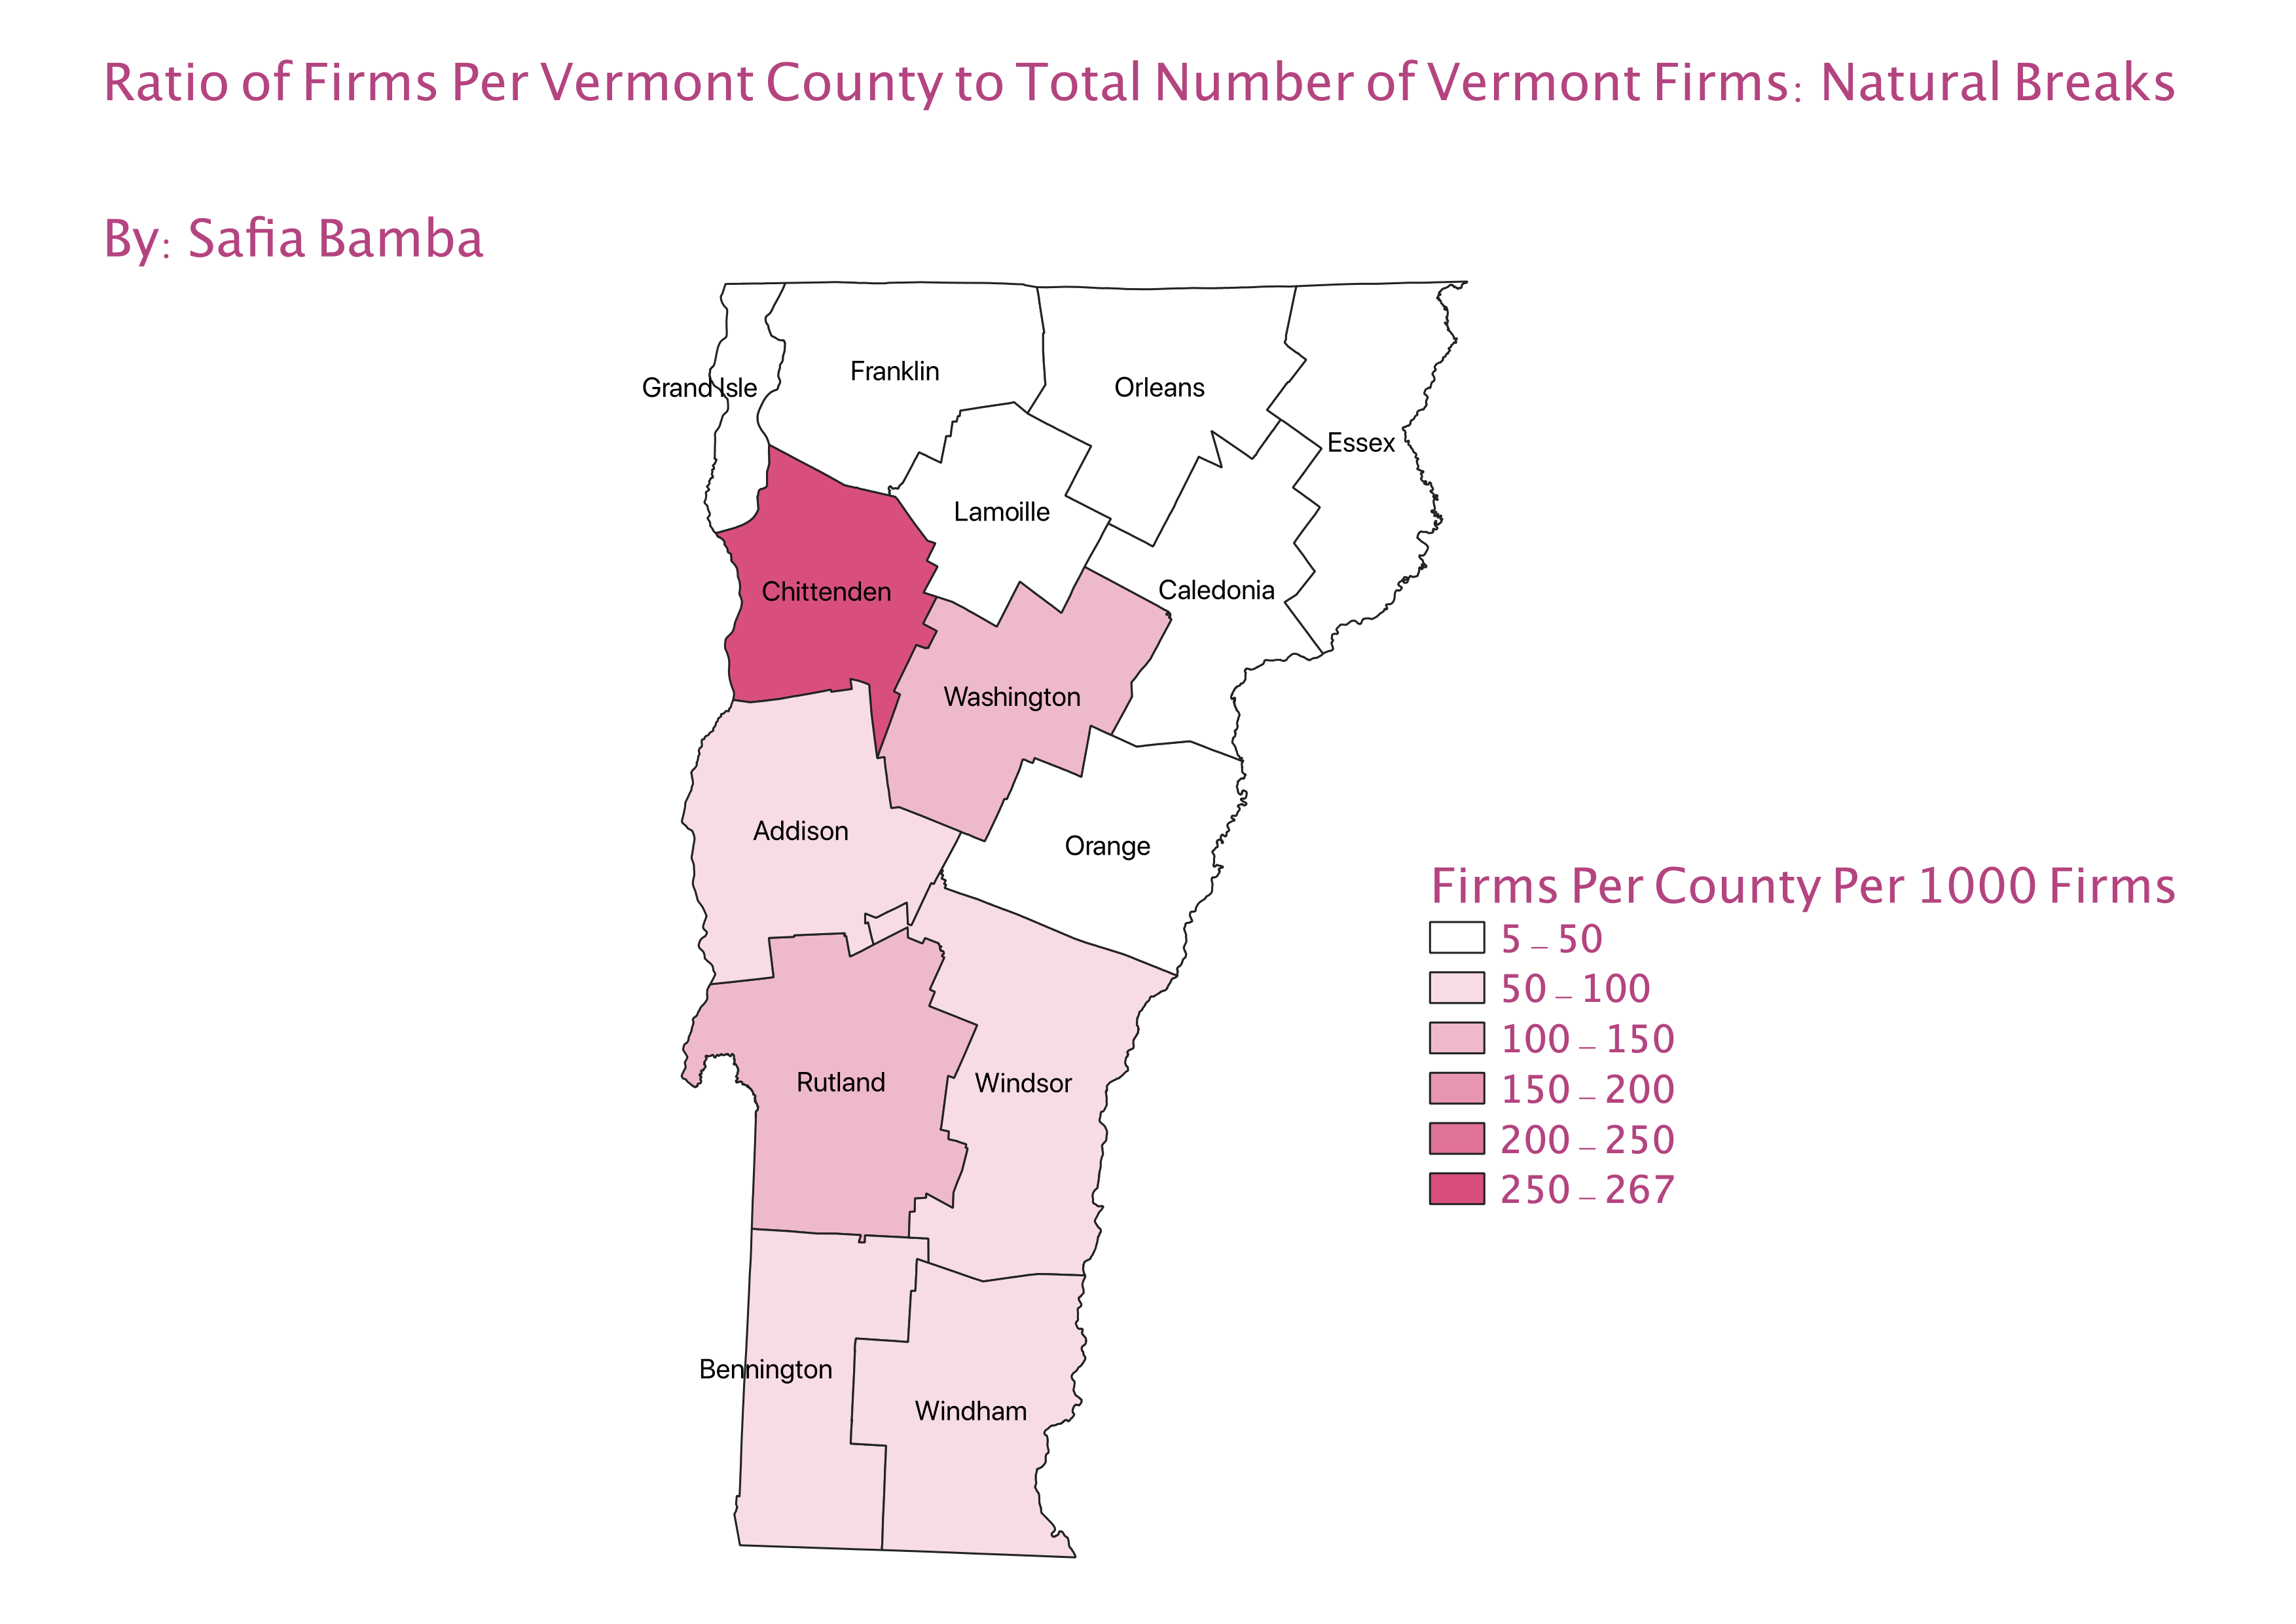 Ratio of Firms Per Vermont County to Total Number of Vermont Firms: Natural Breaks
By: Safia Bamba
Franklin
Grand Isle
Orleans
Essex
Lamoille
Chittenden
Caledonia
Washington
Addison
Orange
Firms Per County Per 1000 Firms
5 – 50
50 – 100
100 – 150
150 – 200
200 – 250
250 – 267
Rutland
Windsor
Bennington
Windham